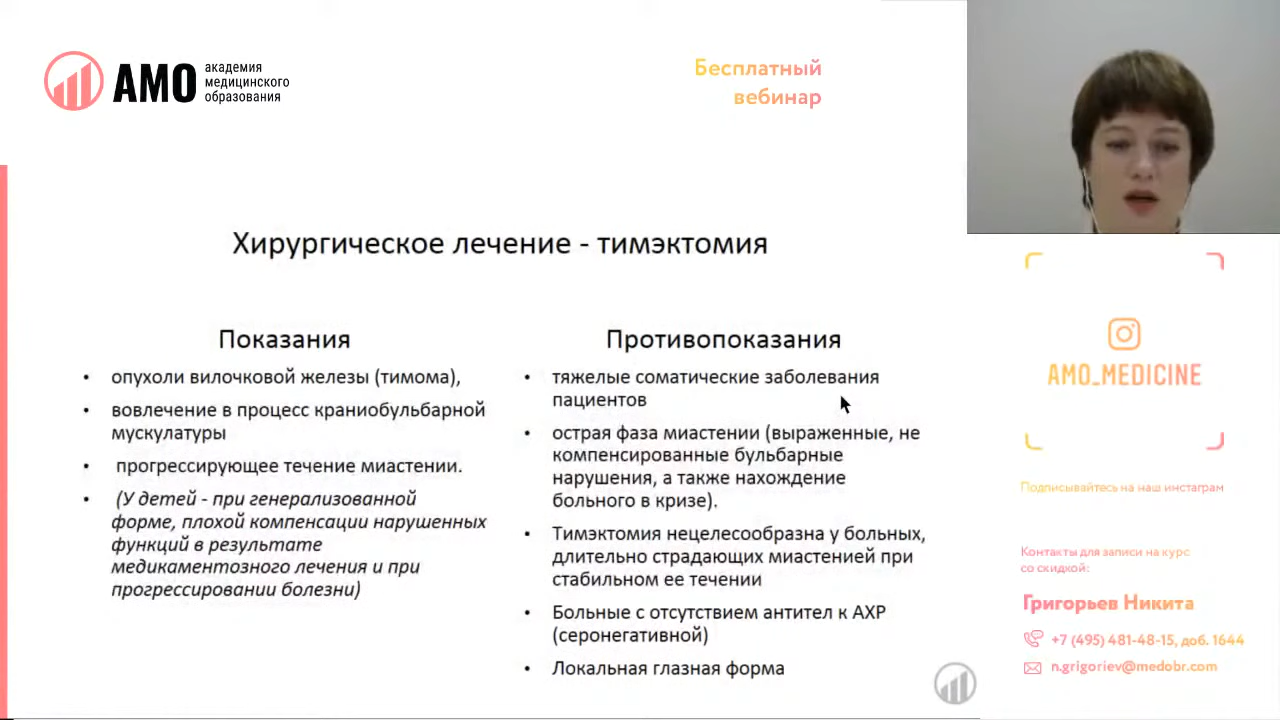 АМО
академия
медицинского
образования
Бесплатный
вебинар
Хирургическое лечение - тимэктомия
Показания
• опухоли вилочковой железы (тимома),
• вовлечение в процесс краниобульбарной
мускулатуры
• прогрессирующее течение миастении.
• (У детей - при генерализованной
форме, плохой компенсации нарушенных
функций в результате
медикаментозного лечения и при
прогрессировании болезни)
Противопоказания
• тяжелые соматические заболевания
пациентов
• острая фаза миастении (выраженные, не
компенсированные бульбарные
нарушения, а также нахождение
больного в кризе).
• Тимэктомия нецелесообразна у больных,
длительно страдающих миастенией при
стабильном ее течении
• Больные с отсутствием антител к АХР
(серонегативной)
• Локальная глазная форма
AMO_MEDICINE
Подписывайтесь на наш инстаграм
Контакты для записи на курс
со скидкой:
Григорьев Никита
+7 (495) 481-48-15, доб. 1644
n.grigoriev@medobr.com